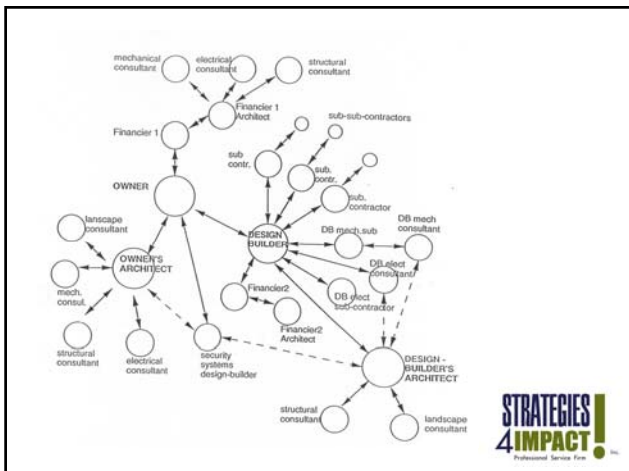 mechanical
consultant
electrical
consultant
structural
consultant
Financier 1
Architect
Financier 1
sub-sub-contractors
sub
contr.
sub.
contr.
sub.
contractor
OWNER
DESIGN
BUILDER
DB mech.sub
DB mech
consultant
DB elect
consultant
lanscape
consultant
OWNER'S
ARCHITECT
mech.
consul.
Financier2
DB elect
sub-contractor
Financier2
Architect
structural
consultant
electrical
consultant
security
systems
design-builder
DESIGN -
BUILDER'S
ARCHITECT
structural
consultant
landscape
consultant
STRATEGIES
4IMPACT!
Professional Service Firm Inc.